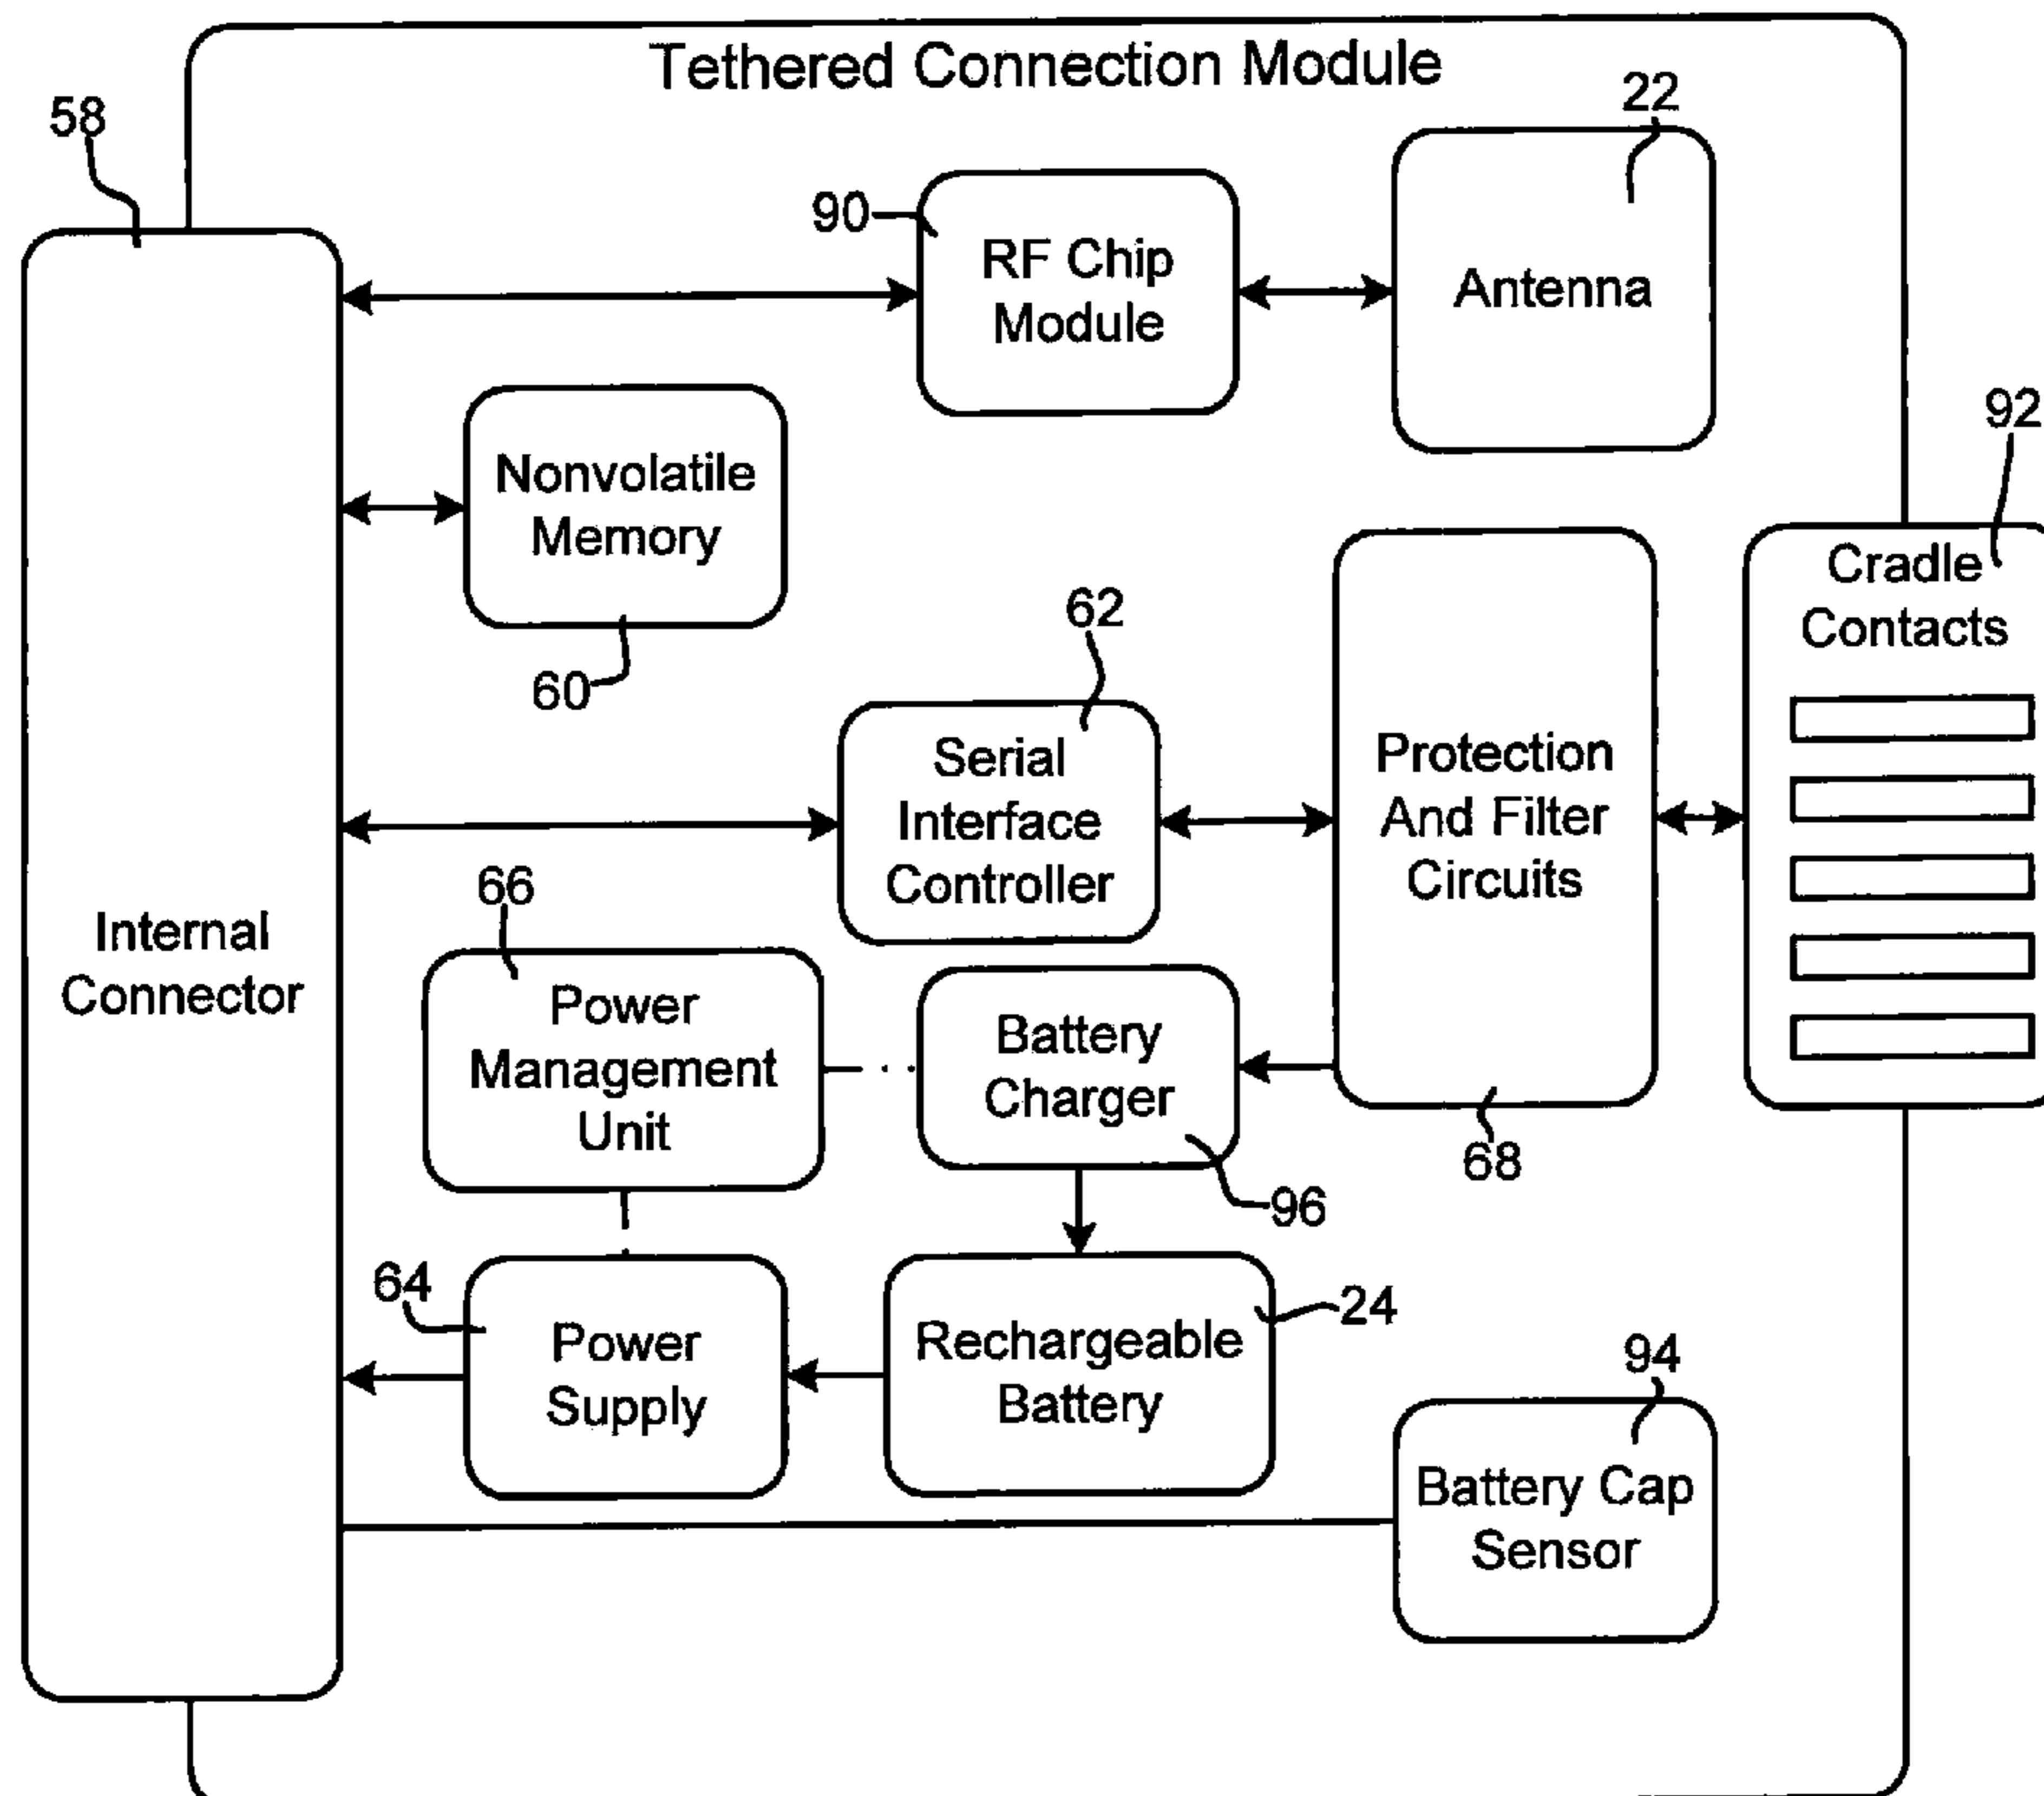 Tethered Connection Module
58
22
90
RF Chip
Module
Antenna
92
Nonvolatile
Memory
60
Cradle
Contacts
62
Serial
Interface
Controller
Protection
And Filter
Circuits
66
Internal
Connector
Power
Management
Unit
Battery
Charger
68
96
64
Power
Supply
Rechargeable
Battery
24
94
Battery Cap
Sensor